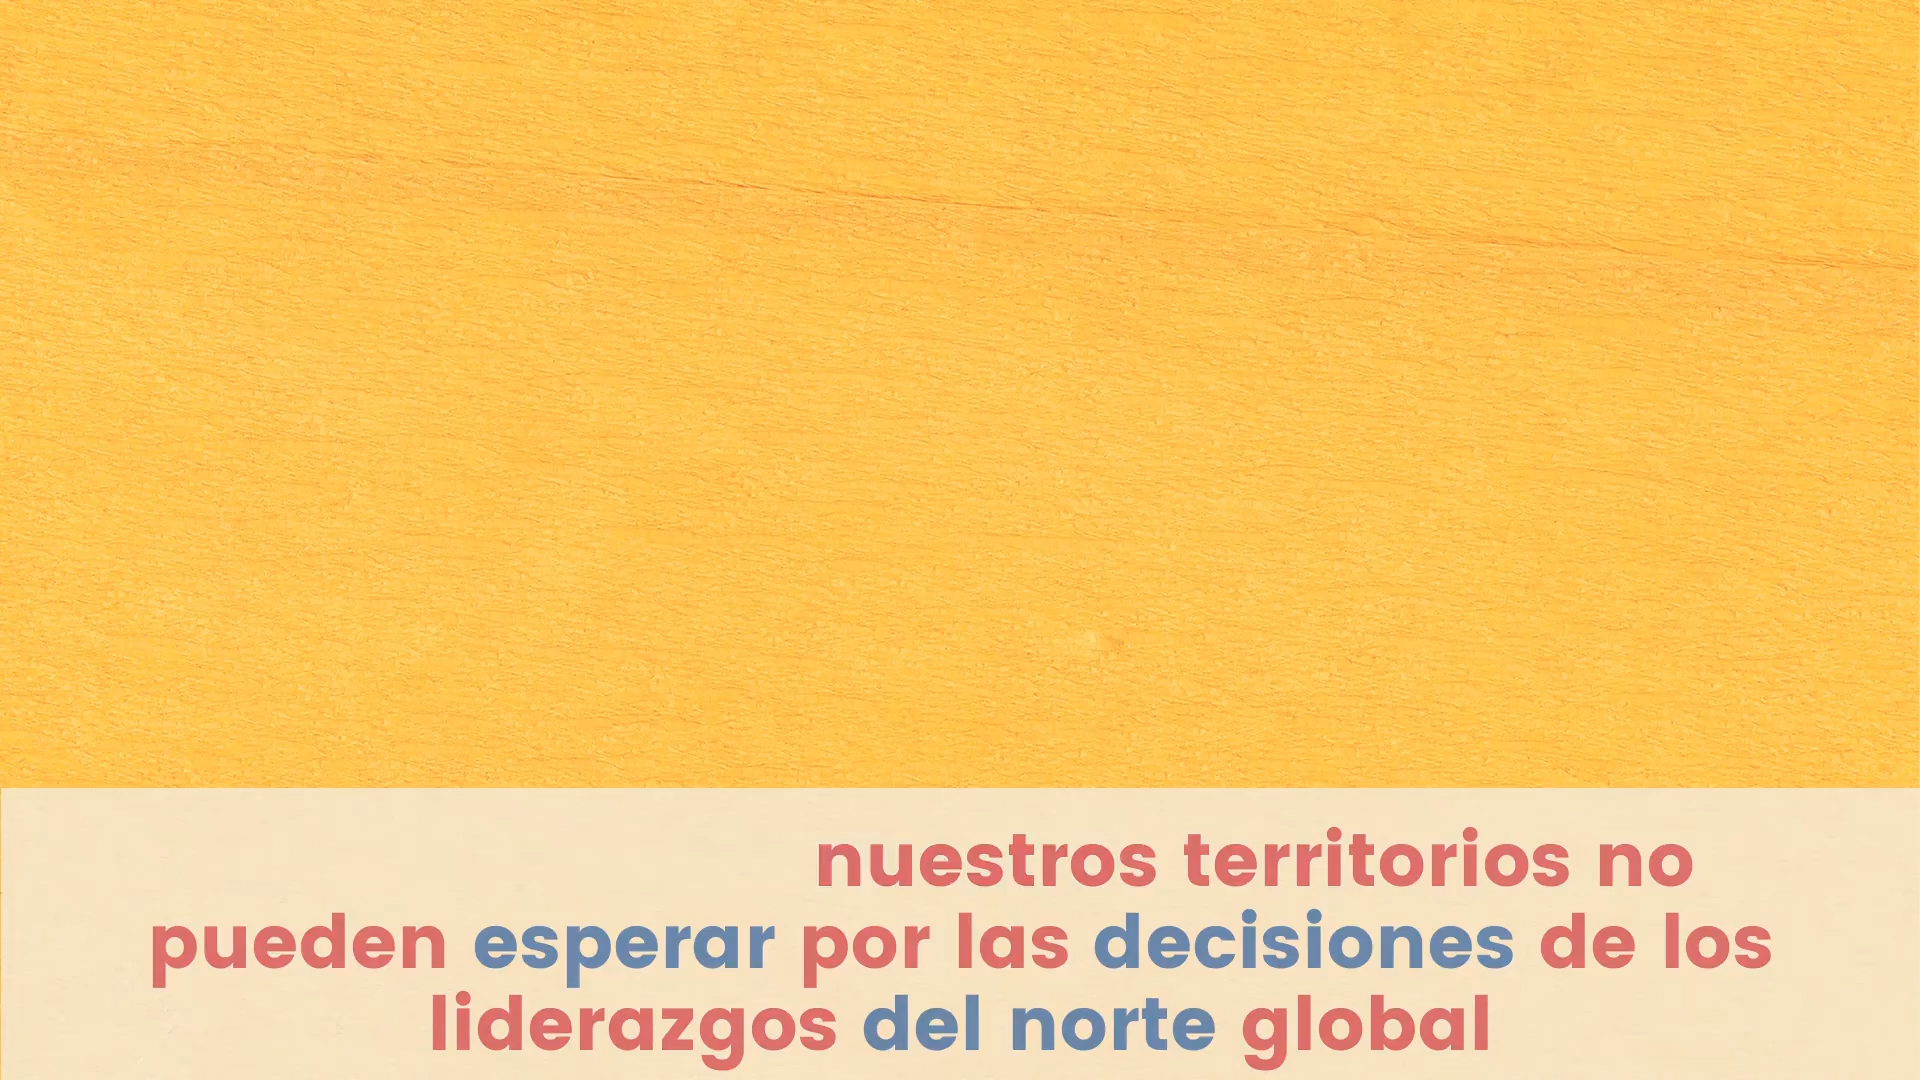 nuestros territorios no
pueden esperar por las decisiones de los
liderazgos del norte global